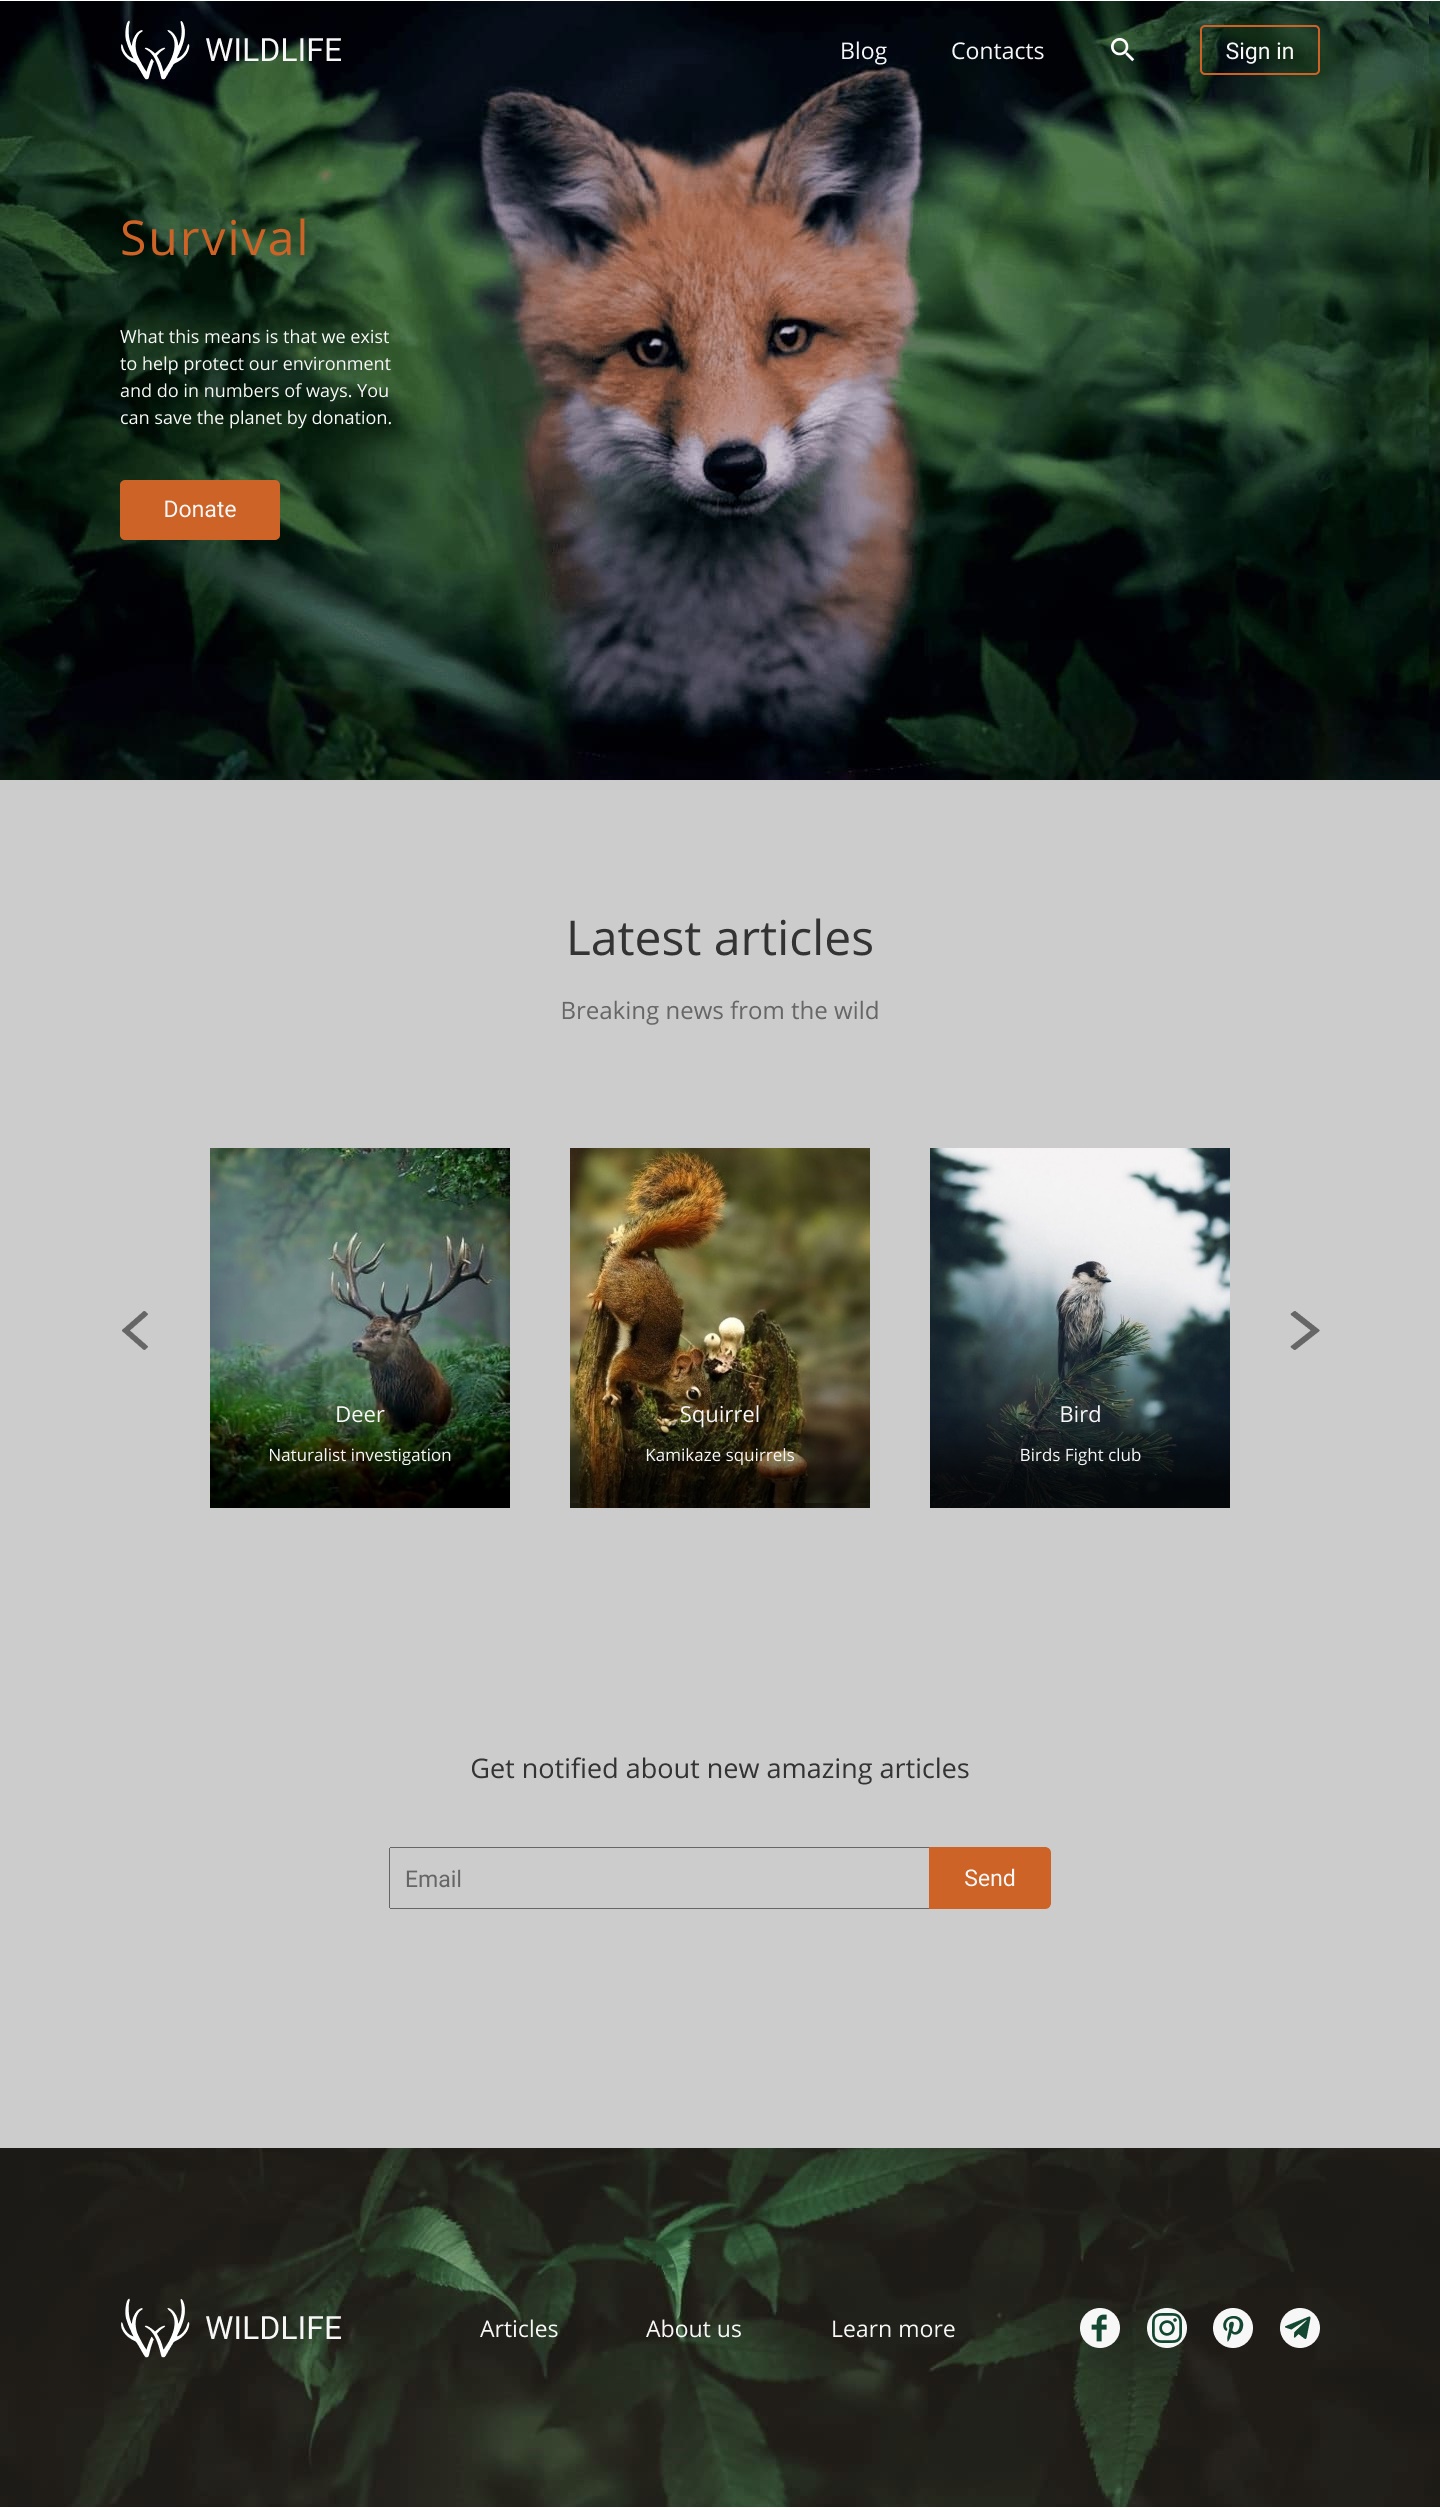 WILDLIFE
Blog
Contacts
Sign in
Survival
What this means is that we exist
to help protect our environment
and do in numbers of ways. You
can save the planet by donation.
Donate
Latest articles
Breaking news from the wild
Deer
Naturalist investigation
Squirrel
Kamikaze squirrels
Bird
Birds Fight club
Get notified about new amazing articles
Email
Send
WILDLIFE
Articles
About us
Learn more